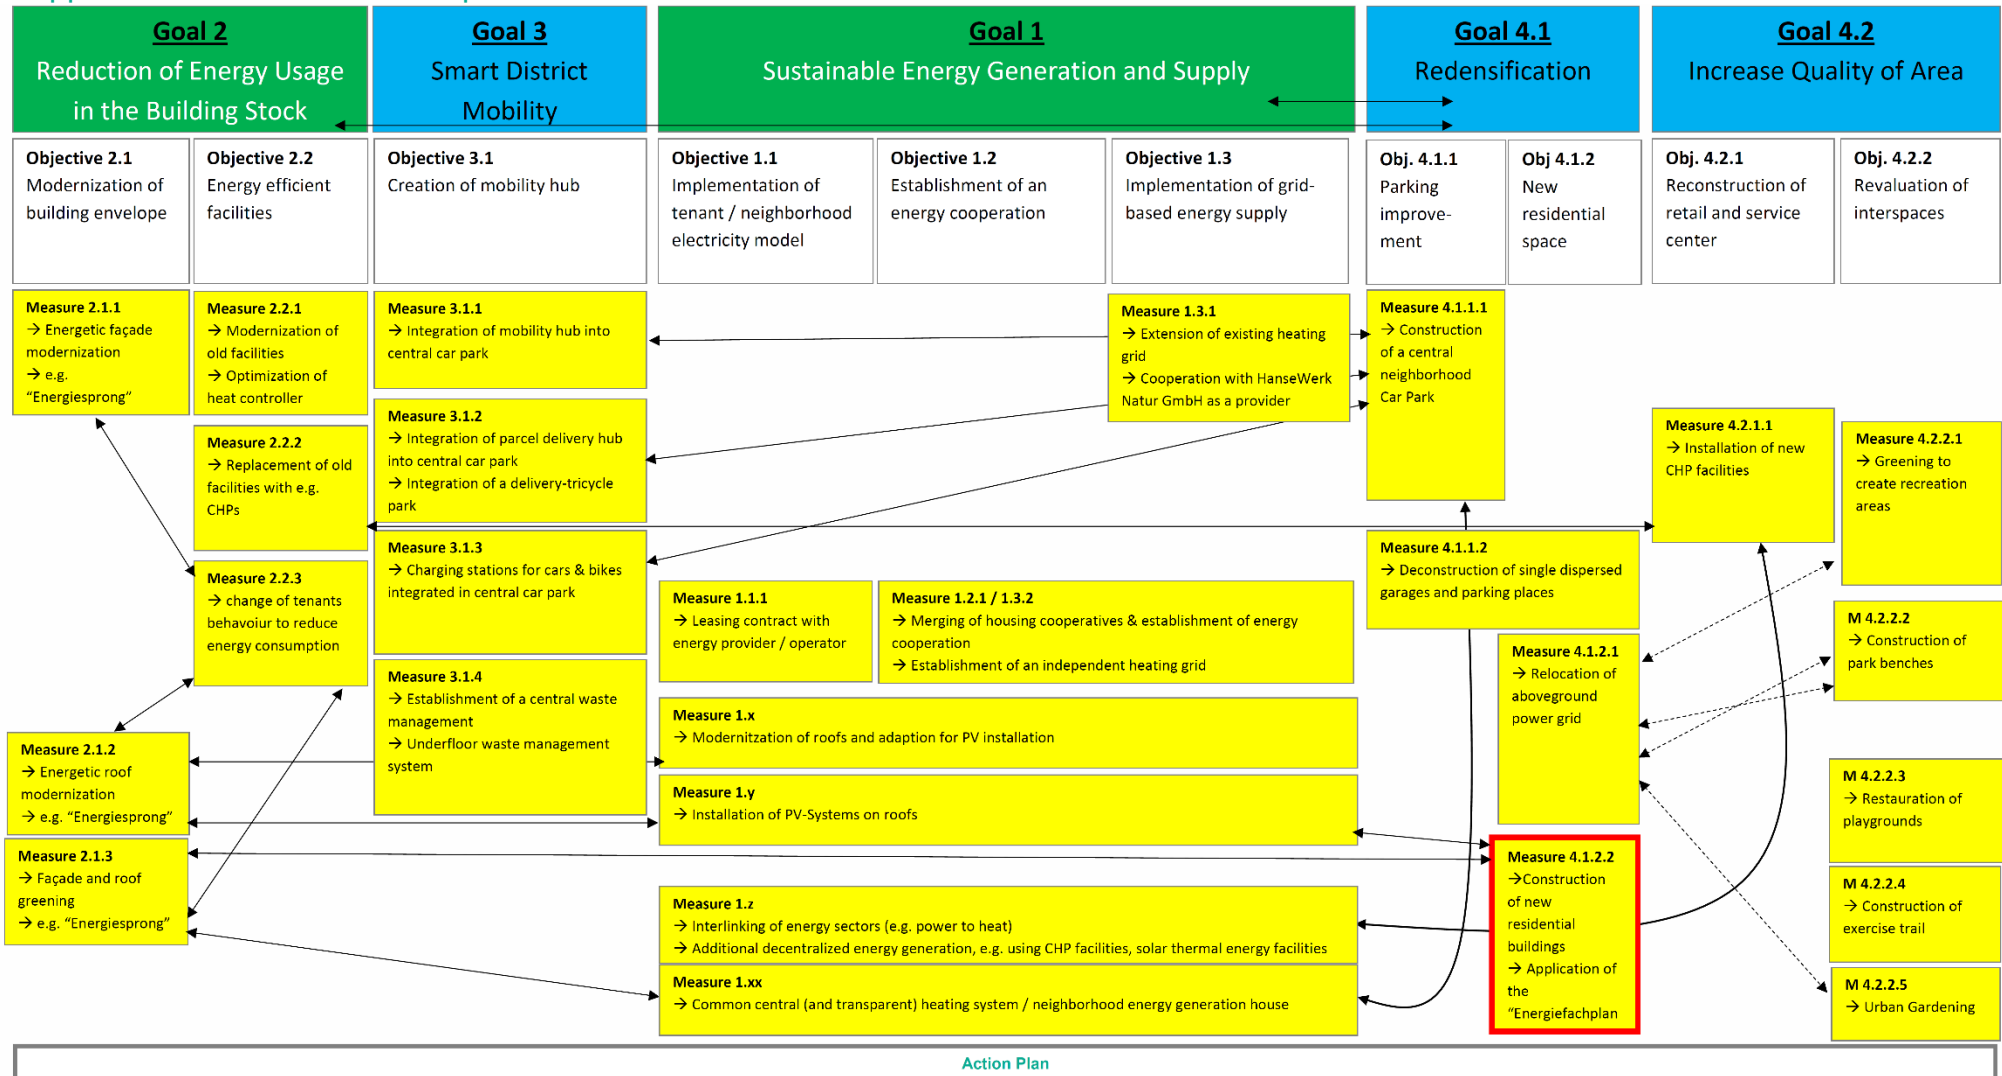 Goal 2
Reduction of Energy Usage
in the Building Stock
Goal 3
Smart District
Mobility
Goal 1
Sustainable Energy Generation and Supply
Goal 4.1
Redensification
Goal 4.2
Increase Quality of Area
Objective 2.1
Modernization of
building envelope
Objective 2.2
Energy efficient
facilities
Objective 3.1
Creation of mobility hub
Objective 1.1
Implementation of
tenant / neighborhood
electricity model
Objective 1.2
Establishment of an
energy cooperation
Objective 1.3
Implementation of grid-
based energy supply
Obj. 4.1.1
Parking
improve-
ment
Obj 4.1.2
New
residential
space
Obj. 4.2.1
Reconstruction of
retail and service
center
Obj. 4.2.2
Revaluation of
interspaces
Measure 2.1.1
→ Energetic façade
modernization
→ e.g.
“Energiesprong”
Measure 2.2.1
→ Modernization of
old facilities
→ Optimization of
heat controller
Measure 2.2.2
→ Replacement of old
facilities with e.g.
CHPs
Measure 2.2.3
→ change of tenants
behavoiur to reduce
energy consumption
Measure 2.1.2
→ Energetic roof
modernization
→ e.g. “Energiesprong”
Measure 2.1.3
→ Façade and roof
greening
→ e.g. “Energiesprong”
Measure 3.1.1
→ Integration of mobility hub into
central car park
Measure 3.1.2
→ Integration of parcel delivery hub
into central car park
→ Integration of a delivery-tricycle
park
Measure 3.1.3
→ Charging stations for cars & bikes
integrated in central car park
Measure 3.1.4
→ Establishment of a central waste
management
→ Underfloor waste management
system
Measure 1.3.1
→ Extension of existing heating
grid
→ Cooperation with HanseWerk
Natur GmbH as a provider
Measure 1.1.1
→ Leasing contract with
energy provider / operator
Measure 1.2.1 / 1.3.2
→ Merging of housing cooperatives & establishment of energy
cooperation
→ Establishment of an independent heating grid
Measure 1.x
→ Modernitzation of roofs and adaption for PV installation
Measure 1.y
→ Installation of PV-Systems on roofs
Measure 1.z
→ Interlinking of energy sectors (e.g. power to heat)
→ Additional decentralized energy generation, e.g. using CHP facilities, solar thermal energy facilities
Measure 1.xx
→ Common central (and transparent) heating system / neighborhood energy generation house
Measure 4.1.1.1
→ Construction
of a central
neighborhood
Car Park
Measure 4.1.1.2
→ Deconstruction of single dispersed
garages and parking places
Measure 4.1.2.1
→ Relocation of
aboveground
power grid
Measure 4.1.2.2
→Construction
of new
residential
buildings
→ Application of
the
“Energiefachplan
Measure 4.2.1.1
→ Installation of new
CHP facilities
Measure 4.2.2.1
→ Greening to
create recreation
areas
M 4.2.2.2
→ Construction of
park benches
M 4.2.2.3
→ Restauration of
playgrounds
M 4.2.2.4
→ Construction of
exercise trail
M 4.2.2.5
→ Urban Gardening
Action Plan